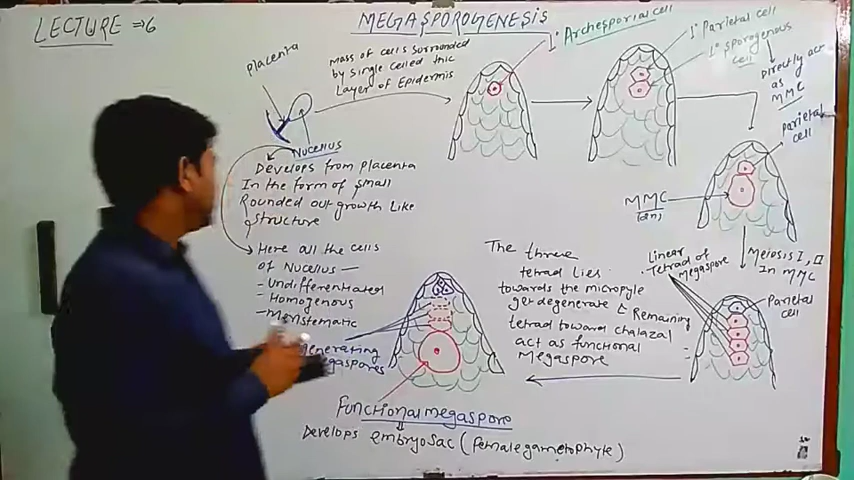 LECTURE ⇒ 6
MEGASPOROGENESIS
Placenta
Mass of cells surrounded
by single celled thic
Layer of Epidermis
1° Archesporial cell
1° Parietal cell
1° sporogenous
cell
Directly act
as
MMC
Parietal
cell
Nucellus
Develops from placenta
In the form of small
Rounded out growth Like
structure
Here all the cells
of Nucellus —
- Undifferentiated
= Homogenous
- Meristematic
MMC
(2n)
Meiosis I, II
In MMC
Linear
Tetrad of
megaspore
Parietal
cell
The three
tetrad lies
towards the micropyle
get degenerate & Remaining
tetrad toward chalazal
act as functional
megaspore
Functional megaspore
Develops embryosac (female gametophyte)